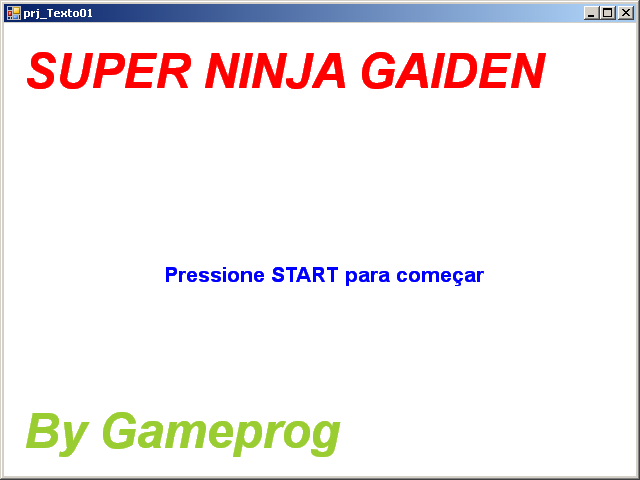 prj_Texto01
SUPER NINJA GAIDEN
Pressione START para começar
By Gameprog